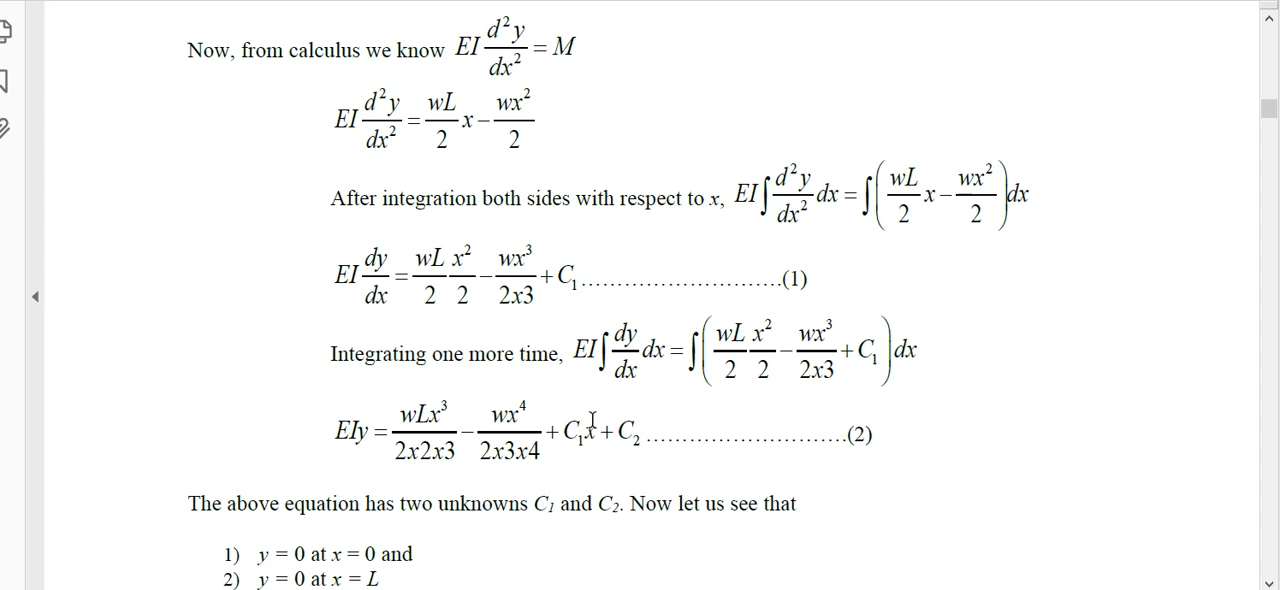 Now, from calculus we know EI d²y/dx² = M
EI d²y/dx² = wL/2 x − wx²/2
After integration both sides with respect to x, EI∫ d²y/dx² dx = ∫( wL/2 x − wx²/2 )dx
EI dy/dx = wL/2 x²/2 − wx³/2x3 + C₁............................(1)
Integrating one more time, EI∫ dy/dx dx = ∫( wL/2 x²/2 − wx³/2x3 + C₁ )dx
EIy = wLx³/2x2x3 − wx⁴/2x3x4 + C₁x + C₂............................(2)
The above equation has two unknowns C₁ and C₂. Now let us see that
1) y = 0 at x = 0 and
2) y = 0 at x = L